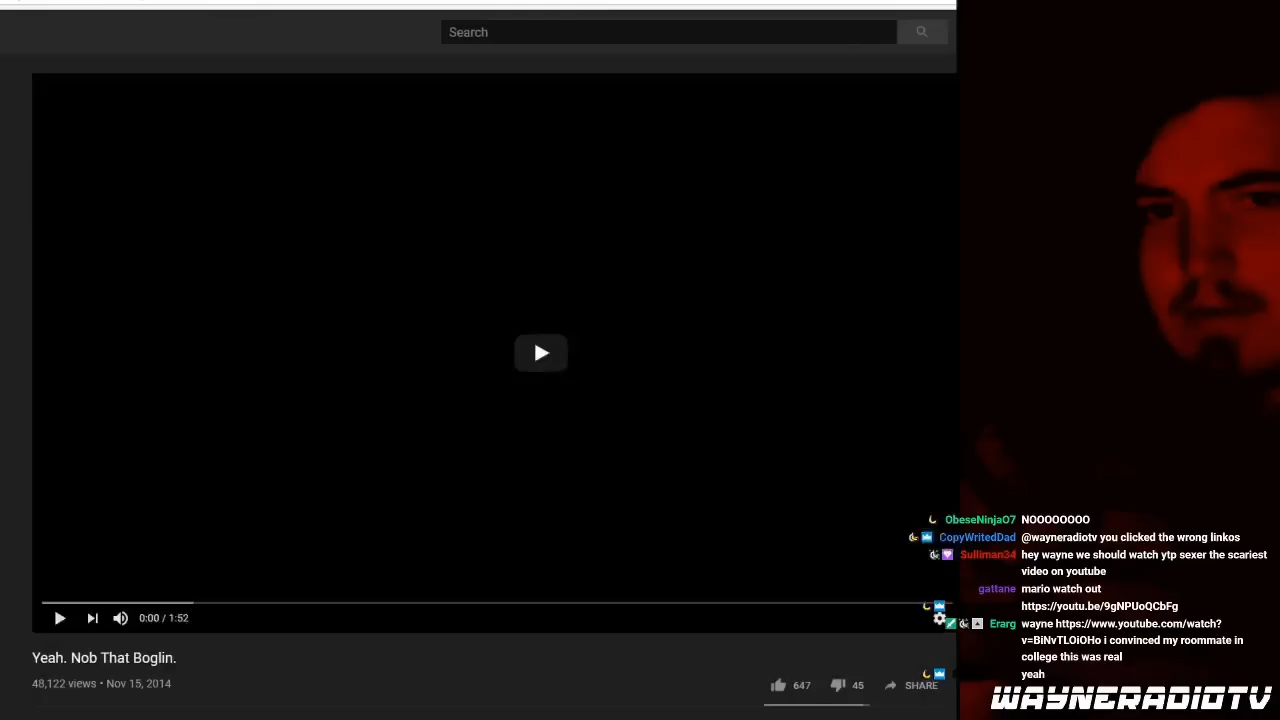 Search
0:00 / 1:52
Yeah. Nob That Boglin.
48,122 views • Nov 15, 2014
647
45
SHARE
ObeseNinjaO7 NOOOOOOOO
CopyWritedDad @wayneradiotv you clicked the wrong linkos
Sulliman34 hey wayne we should watch ytp sexer the scariest
video on youtube
gattane mario watch out
https://youtu.be/9gNPUoQCbFg
Erarg wayne https://www.youtube.com/watch?
v=BiNvTLOiOHo i convinced my roommate in
college this was real
yeah
WAYNERADIOTV